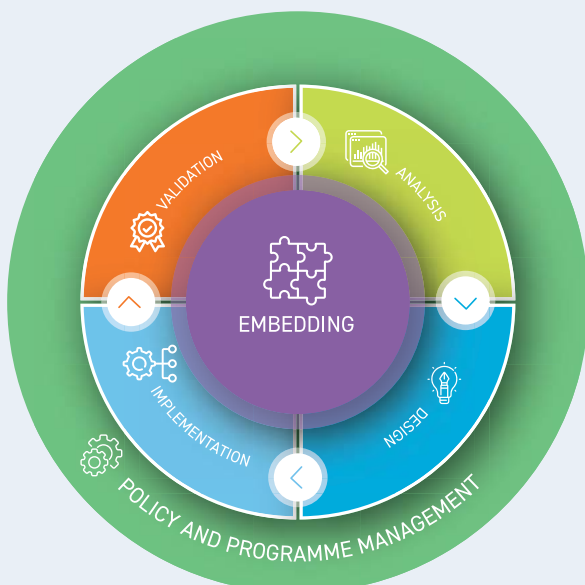 VALIDATION
ANALYSIS
EMBEDDING
IMPLEMENTATION
DESIGN
POLICY AND PROGRAMME MANAGEMENT